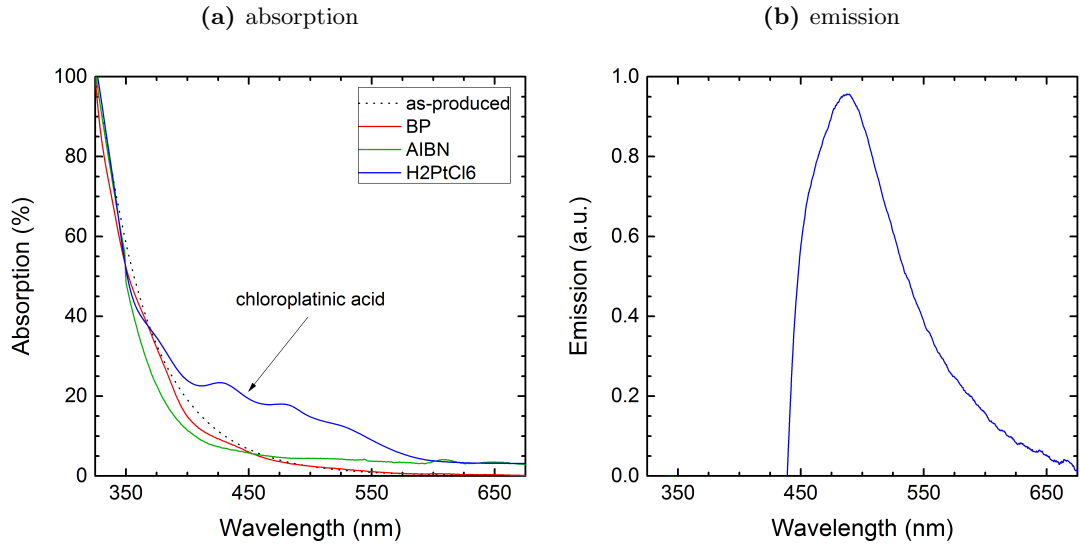 (a) absorption
100
80
60
40
20
0
350
450
550
650
Absorption (%)
Wavelength (nm)
as-produced
BP
AIBN
H2PtCl6
chloroplatinic acid
(b) emission
1.0
0.8
0.6
0.4
0.2
0.0
350
450
550
650
Emission (a.u.)
Wavelength (nm)